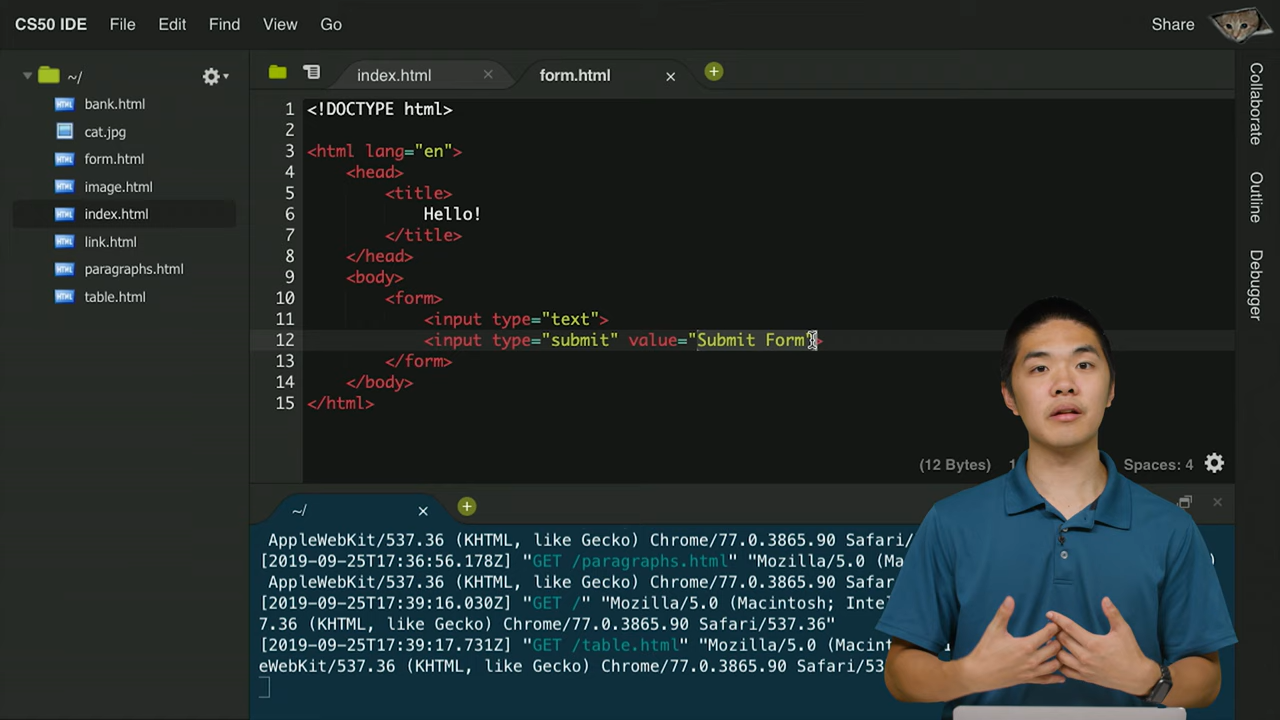 CS50 IDE File Edit Find View Go Share
~/
bank.html
cat.jpg
form.html
image.html
index.html
link.html
paragraphs.html
table.html
index.html form.html
1 <!DOCTYPE html>
2
3 <html lang="en">
4 <head>
5 <title>
6 Hello!
7 </title>
8 </head>
9 <body>
10 <form>
11 <input type="text">
12 <input type="submit" value="Submit Form">
13 </form>
14 </body>
15 </html>
(12 Bytes) Spaces: 4
Collaborate
Outline
Debugger
~/
AppleWebKit/537.36 (KHTML, like Gecko) Chrome/77.0.3865.90 Safari/
[2019-09-25T17:36:56.178Z] "GET /paragraphs.html" "Mozilla/5.0 (Ma
AppleWebKit/537.36 (KHTML, like Gecko) Chrome/77.0.3865.90 Safar
[2019-09-25T17:39:16.030Z] "GET /" "Mozilla/5.0 (Macintosh; Inte
7.36 (KHTML, like Gecko) Chrome/77.0.3865.90 Safari/537.36"
[2019-09-25T17:39:17.731Z] "GET /table.html" "Mozilla/5.0 (Macin
eWebKit/537.36 (KHTML, like Gecko) Chrome/77.0.3865.90 Safari/53